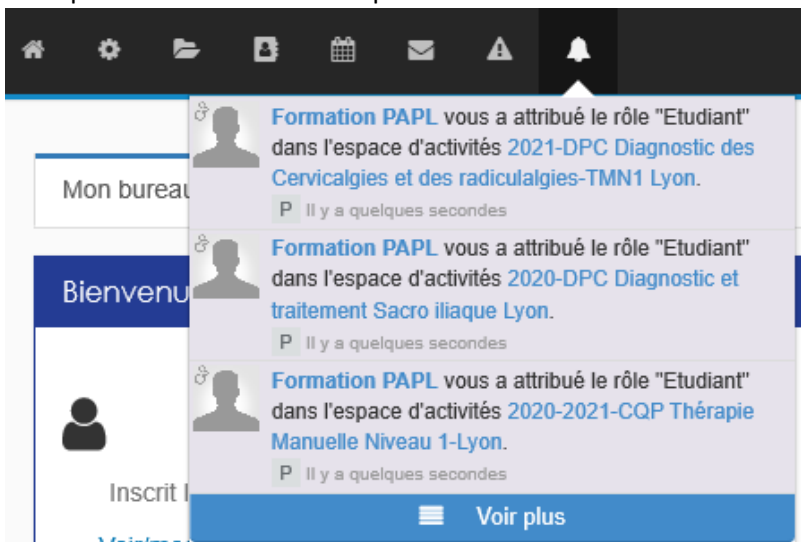 Formation PAPL vous a attribué le rôle "Etudiant"
dans l'espace d'activités 2021-DPC Diagnostic des
Cervicalgies et des radiculalgies-TMN1 Lyon.
P Il y a quelques secondes
Mon bureau
Formation PAPL vous a attribué le rôle "Etudiant"
dans l'espace d'activités 2020-DPC Diagnostic et
traitement Sacro iliaque Lyon.
P Il y a quelques secondes
Bienvenu
Formation PAPL vous a attribué le rôle "Etudiant"
dans l'espace d'activités 2020-2021-CQP Thérapie
Manuelle Niveau 1-Lyon.
P Il y a quelques secondes
Inscrit
Voir plus